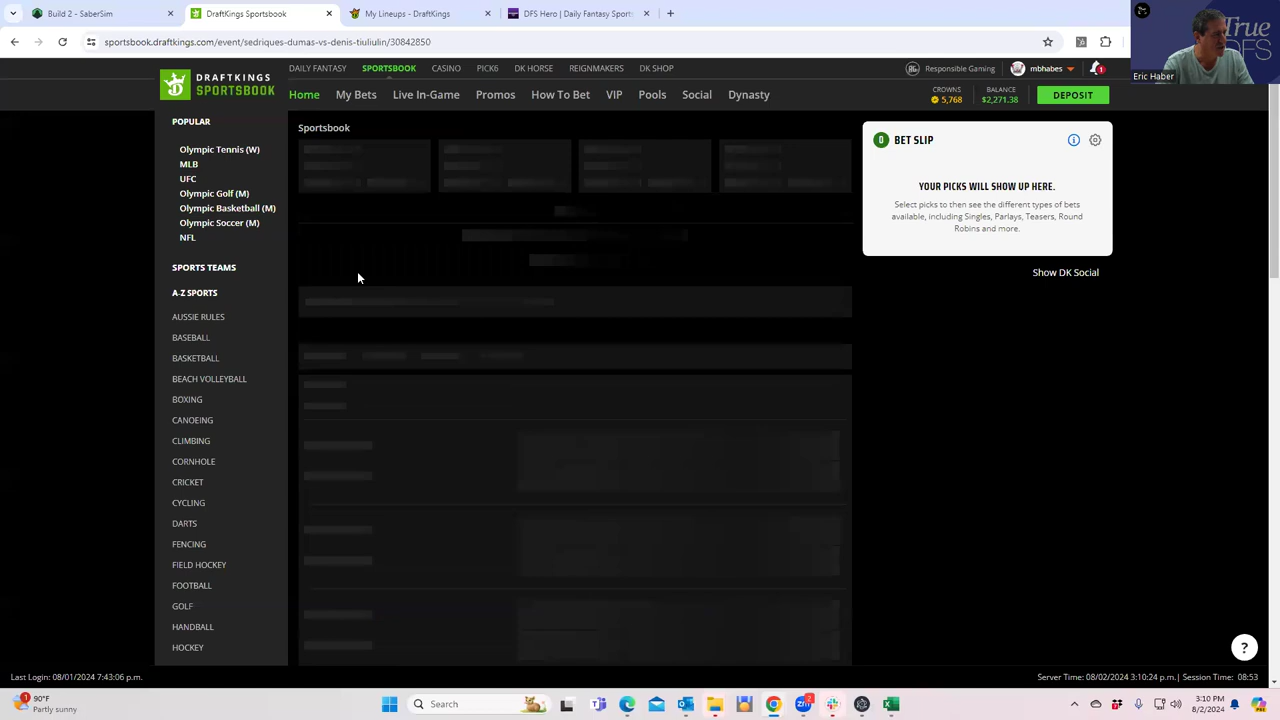 Build 2 - SaberSim
DraftKings Sportsbook
My Lineups - DraftKings
DFS Hero | Daily Fantasy Sports
sportsbook.draftkings.com/event/sedriques-dumas-vs-denis-tiuliulin/30842850
True
DFS
Eric Haber
DRAFTKINGS
SPORTSBOOK
DAILY FANTASY SPORTSBOOK CASINO PICK6 DK HORSE REIGNMAKERS DK SHOP
RG Responsible Gaming mbhabes 1
Home My Bets Live In-Game Promos How To Bet VIP Pools Social Dynasty
CROWNS
5,768
BALANCE
$2,271.38
DEPOSIT
POPULAR
Olympic Tennis (W)
MLB
UFC
Olympic Golf (M)
Olympic Basketball (M)
Olympic Soccer (M)
NFL
SPORTS TEAMS
A-Z SPORTS
AUSSIE RULES
BASEBALL
BASKETBALL
BEACH VOLLEYBALL
BOXING
CANOEING
CLIMBING
CORNHOLE
CRICKET
CYCLING
DARTS
FENCING
FIELD HOCKEY
FOOTBALL
GOLF
HANDBALL
HOCKEY
Sportsbook
0 BET SLIP
YOUR PICKS WILL SHOW UP HERE.
Select picks to then see the different types of bets
available, including Singles, Parlays, Teasers, Round
Robins and more.
Show DK Social
?
Last Login: 08/01/2024 7:43:06 p.m.
Server Time: 08/02/2024 3:10:24 p.m.| Session Time: 08:53
1
90°F
Partly sunny
Search
2
3:10 PM
8/2/2024